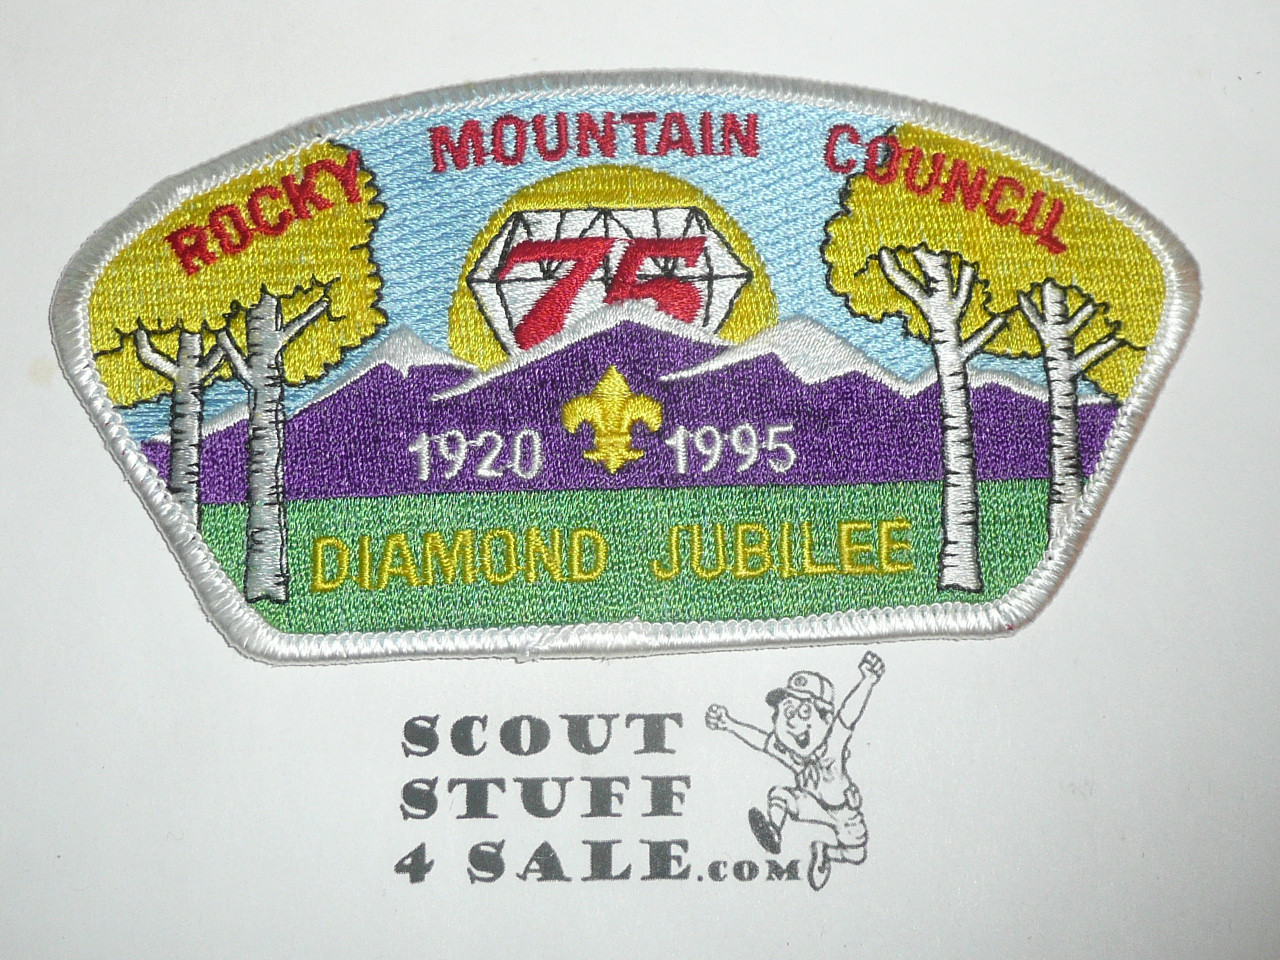 ROCKY MOUNTAIN COUNCIL
75
1920 1995
DIAMOND JUBILEE
SCOUT
STUFF
4 SALE.COM